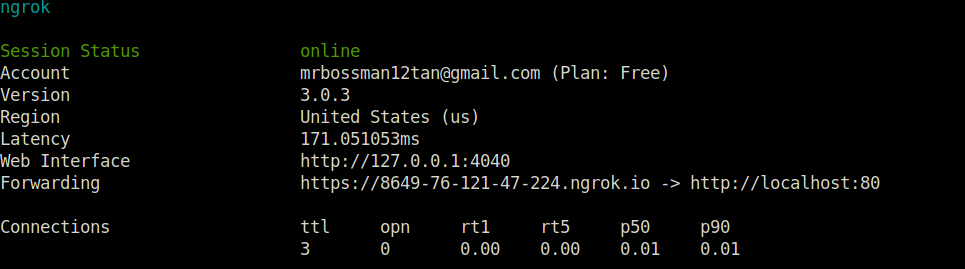 ngrok
Session Status online
Account mrbossman12tan@gmail.com (Plan: Free)
Version 3.0.3
Region United States (us)
Latency 171.051053ms
Web Interface http://127.0.0.1:4040
Forwarding https://8649-76-121-47-224.ngrok.io -> http://localhost:80
Connections ttl opn rt1 rt5 p50 p90
3 0 0.00 0.00 0.01 0.01